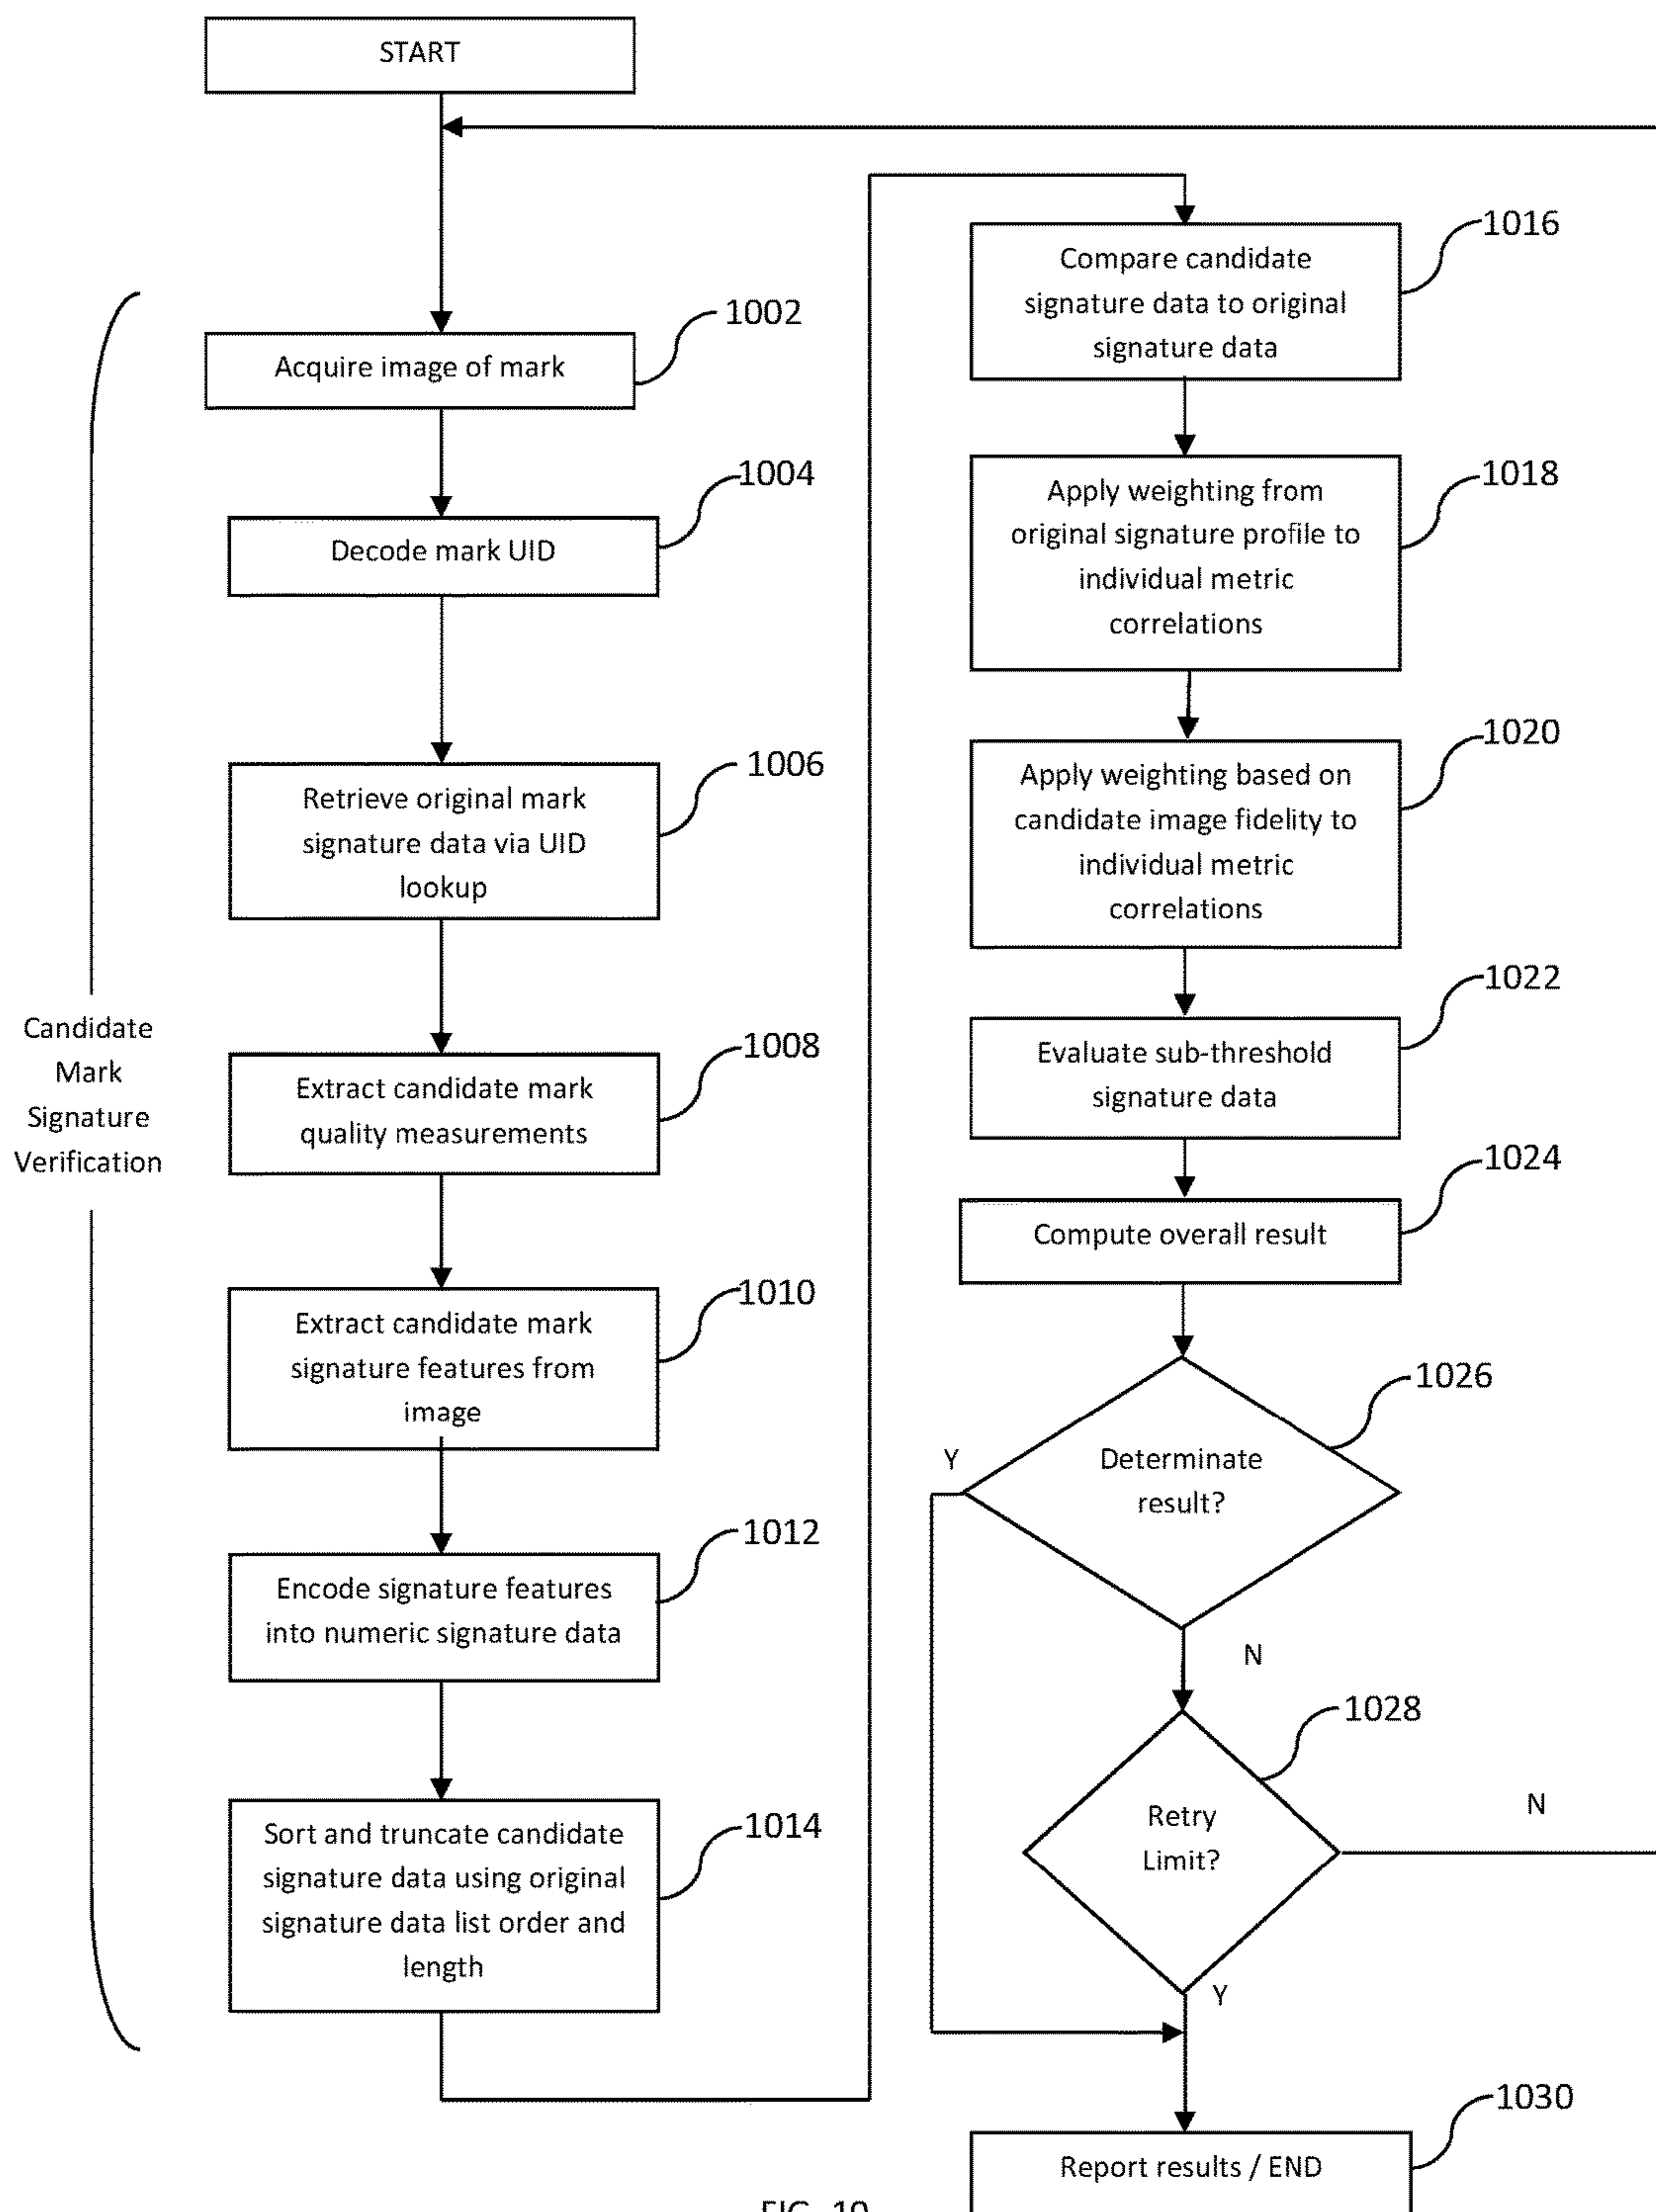 START
Acquire image of mark
1002
Decode mark UID
1004
Retrieve original mark
signature data via UID
lookup
1006
Extract candidate mark
quality measurements
1008
Extract candidate mark
signature features from
image
1010
Encode signature features
into numeric signature data
1012
Sort and truncate candidate
signature data using original
signature data list order and
length
1014
Candidate
Mark
Signature
Verification
Compare candidate
signature data to original
signature data
1016
Apply weighting from
original signature profile to
individual metric
correlations
1018
Apply weighting based on
candidate image fidelity to
individual metric
correlations
1020
Evaluate sub-threshold
signature data
1022
Compute overall result
1024
Determinate
result?
1026
Y
N
Retry
Limit?
1028
N
Y
Report results / END
1030
FIG. 10